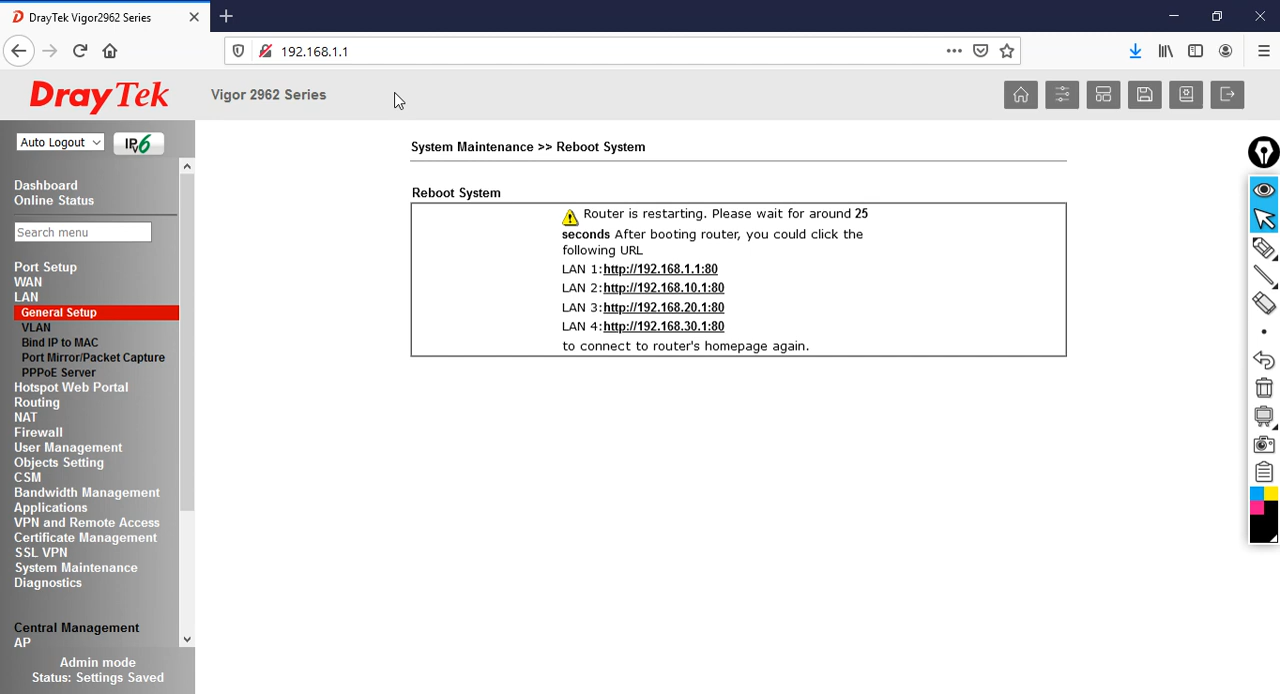 DrayTek Vigor2962 Series
192.168.1.1
DrayTek
Vigor 2962 Series
Auto Logout
IPv6
Dashboard
Online Status
Search menu
Port Setup
WAN
LAN
General Setup
VLAN
Bind IP to MAC
Port Mirror/Packet Capture
PPPoE Server
Hotspot Web Portal
Routing
NAT
Firewall
User Management
Objects Setting
CSM
Bandwidth Management
Applications
VPN and Remote Access
Certificate Management
SSL VPN
System Maintenance
Diagnostics
Central Management
AP
Admin mode
Status: Settings Saved
System Maintenance >> Reboot System
Reboot System
Router is restarting. Please wait for around 25
seconds After booting router, you could click the
following URL
LAN 1:http://192.168.1.1:80
LAN 2:http://192.168.10.1:80
LAN 3:http://192.168.20.1:80
LAN 4:http://192.168.30.1:80
to connect to router's homepage again.